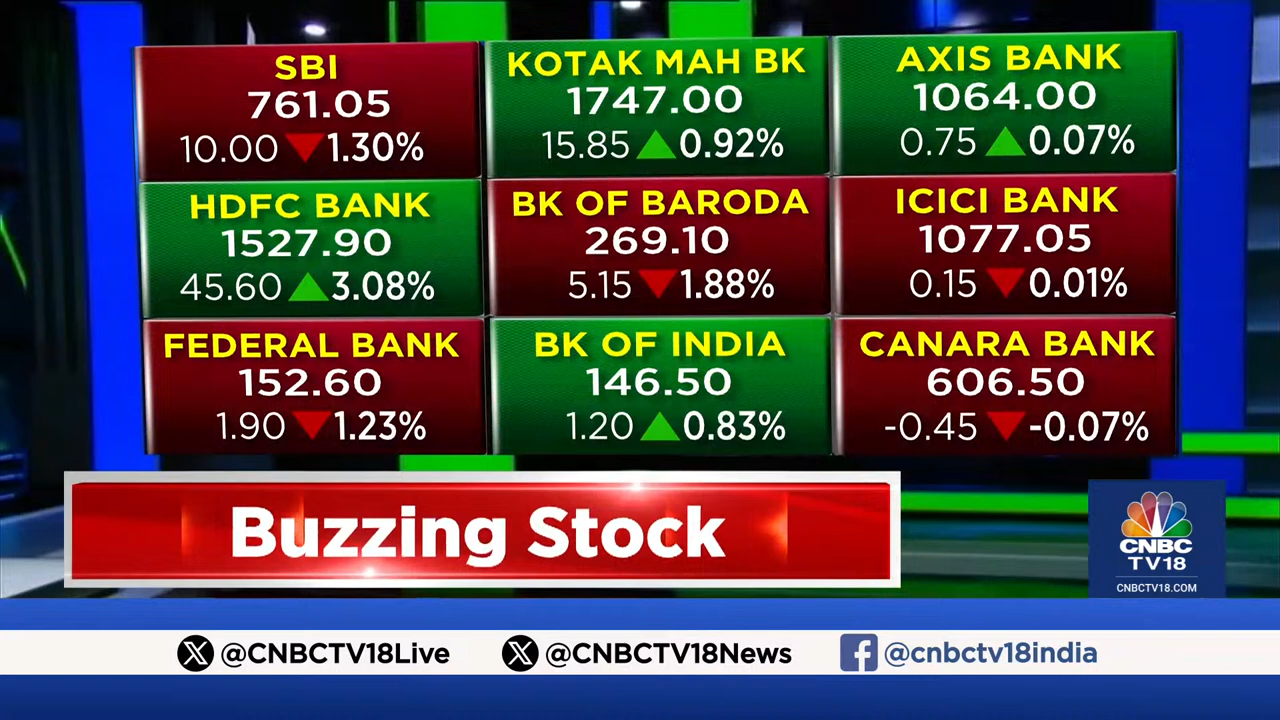 SBI
761.05
10.00 ▼ 1.30%
KOTAK MAH BK
1747.00
15.85 ▲ 0.92%
AXIS BANK
1064.00
0.75 ▲ 0.07%
HDFC BANK
1527.90
45.60 ▲ 3.08%
BK OF BARODA
269.10
5.15 ▼ 1.88%
ICICI BANK
1077.05
0.15 ▼ 0.01%
FEDERAL BANK
152.60
1.90 ▼ 1.23%
BK OF INDIA
146.50
1.20 ▲ 0.83%
CANARA BANK
606.50
-0.45 ▼ -0.07%
Buzzing Stock
CNBC
TV18
CNBCTV18.COM
X @CNBCTV18Live
X @CNBCTV18News
f @cnbctv18india